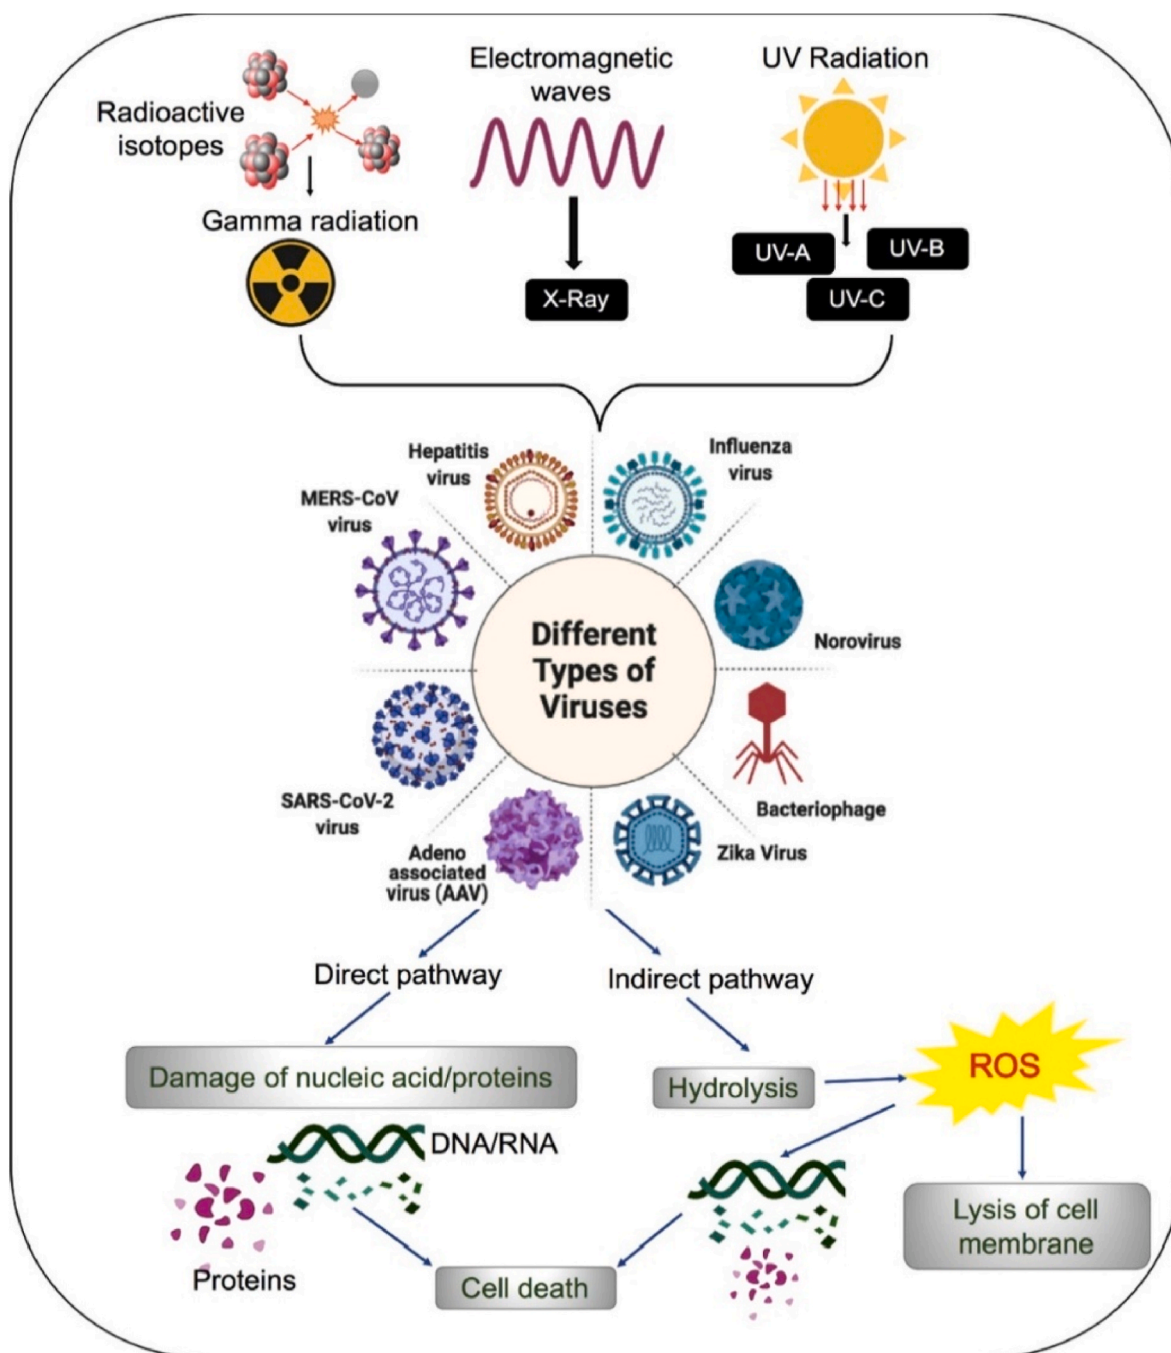 Radioactive
isotopes
Electromagnetic
waves
UV Radiation
Gamma radiation
X-Ray
UV-A
UV-B
UV-C
Hepatitis
virus
Influenza
virus
MERS-CoV
virus
Norovirus
Different
Types of
Viruses
SARS-CoV-2
virus
Bacteriophage
Adeno
associated
virus (AAV)
Zika Virus
Direct pathway
Indirect pathway
Damage of nucleic acid/proteins
Hydrolysis
ROS
DNA/RNA
Proteins
Cell death
Lysis of cell
membrane